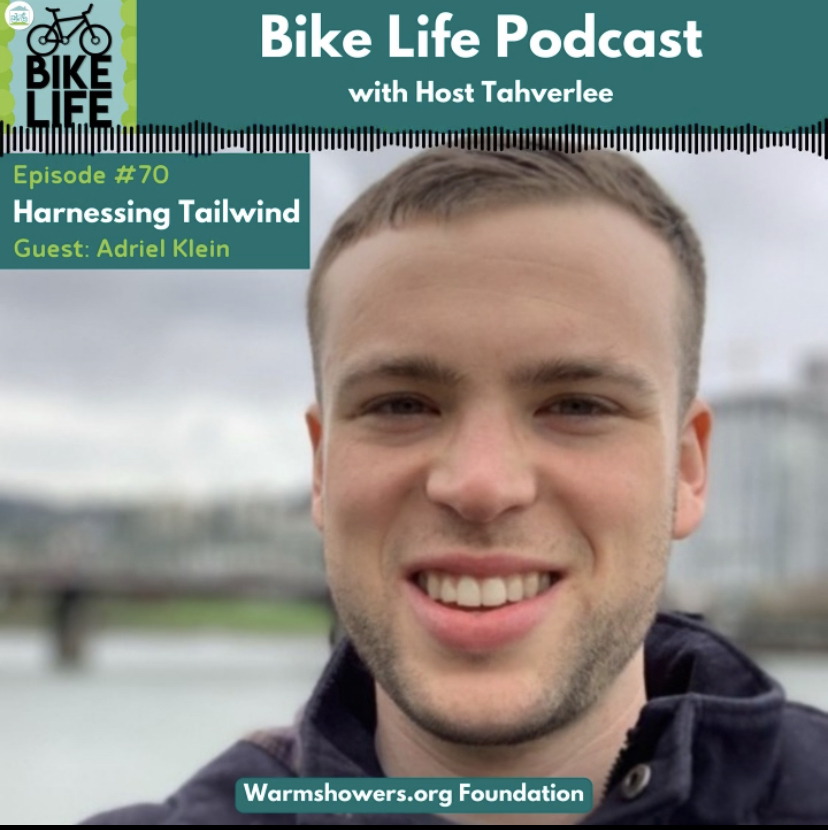 BIKE
LIFE
Bike Life Podcast
with Host Tahverlee
Episode #70
Harnessing Tailwind
Guest: Adriel Klein
Warmshowers.org Foundation